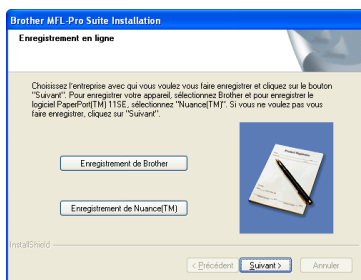 Brother MFL-Pro Suite Installation
Enregistrement en ligne
Choisissez l'entreprise avec qui vous voulez vous faire enregistrer et cliquez sur le bouton
"Suivant". Pour enregistrer votre appareil, sélectionnez Brother et pour enregistrer le
logiciel PaperPort(TM) 11SE, sélectionnez "Nuance(TM)". Si vous ne voulez pas vous
faire enregistrer, cliquez sur "Suivant".
Enregistrement de Brother
Enregistrement de Nuance(TM)
InstallShield
< Précédent
Suivant >
Annuler